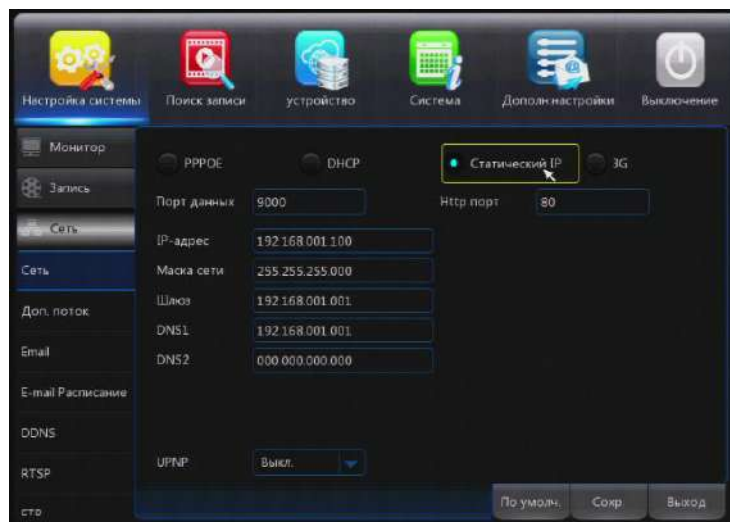 Настройка системы Поиск записи устройство Система Дополн настройки Выключение
Монитор
Запись
Сеть
Сеть
Доп. поток
Email
E-mail Расписание
DDNS
RTSP
PPPOE DHCP Статический IP 3G
Порт данных 9000 Http порт 80
IP-адрес 192.168.001.100
Маска сети 255.255.255.000
Шлюз 192.168.001.001
DNS1 192.168.001.001
DNS2 000.000.000.000
UPNP Выкл.
По умолч. Сохр Выход